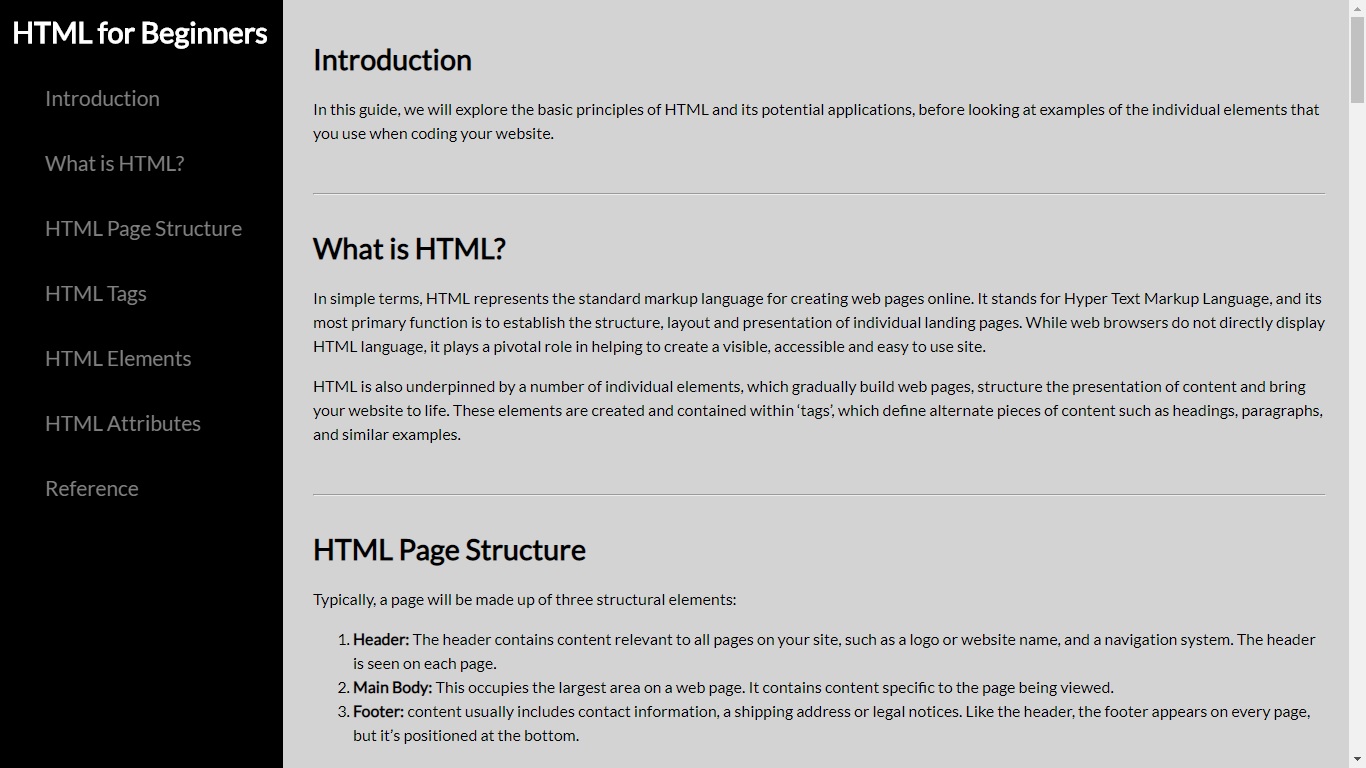 HTML for Beginners
Introduction
What is HTML?
HTML Page Structure
HTML Tags
HTML Elements
HTML Attributes
Reference
Introduction
In this guide, we will explore the basic principles of HTML and its potential applications, before looking at examples of the individual elements that
you use when coding your website.
What is HTML?
In simple terms, HTML represents the standard markup language for creating web pages online. It stands for Hyper Text Markup Language, and its
most primary function is to establish the structure, layout and presentation of individual landing pages. While web browsers do not directly display
HTML language, it plays a pivotal role in helping to create a visible, accessible and easy to use site.
HTML is also underpinned by a number of individual elements, which gradually build web pages, structure the presentation of content and bring
your website to life. These elements are created and contained within ‘tags’, which define alternate pieces of content such as headings, paragraphs,
and similar examples.
HTML Page Structure
Typically, a page will be made up of three structural elements:
1. Header: The header contains content relevant to all pages on your site, such as a logo or website name, and a navigation system. The header
is seen on each page.
2. Main Body: This occupies the largest area on a web page. It contains content specific to the page being viewed.
3. Footer: content usually includes contact information, a shipping address or legal notices. Like the header, the footer appears on every page,
but it’s positioned at the bottom.